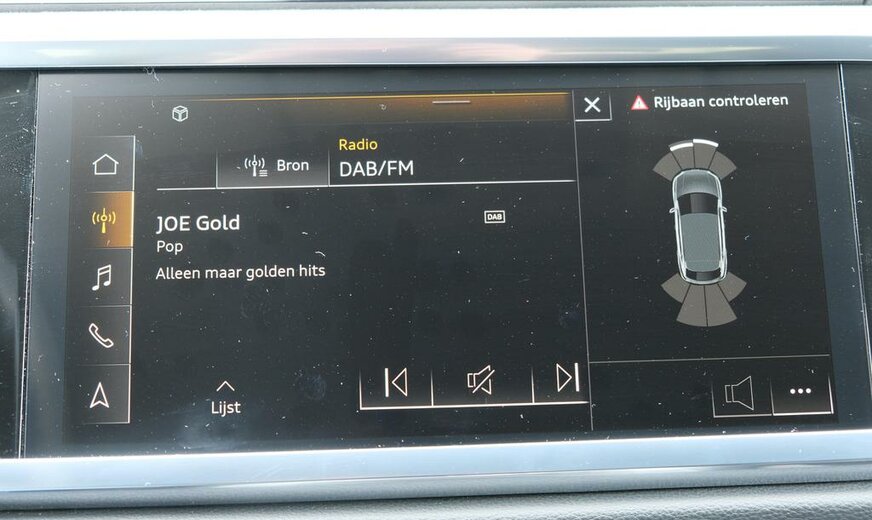 Rijbaan controleren
Radio
Bron
DAB/FM
JOE Gold
DAB
Pop
Alleen maar golden hits
Lijst